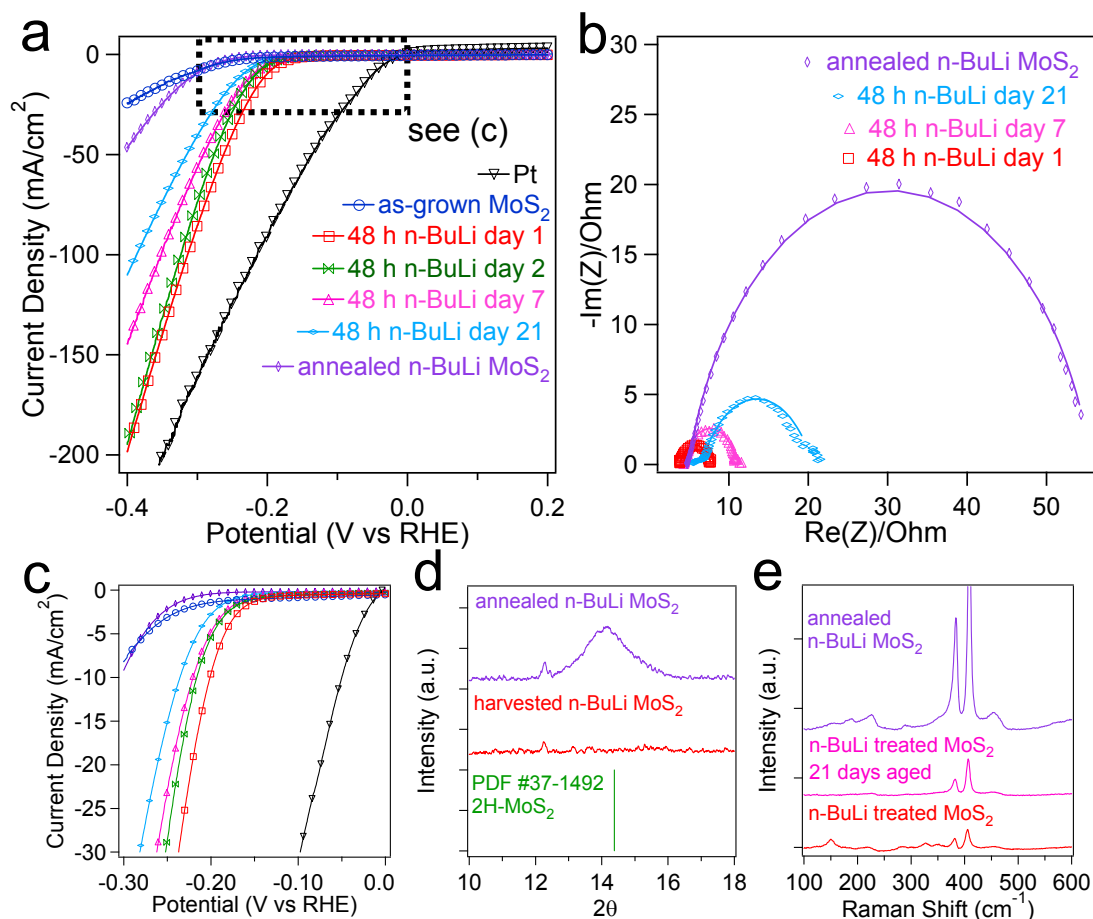 a
0
-50
-100
-150
-200
Current Density (mA/cm²)
-0.4
-0.2
0.0
0.2
Potential (V vs RHE)
see (c)
Pt
as-grown MoS₂
48 h n-BuLi day 1
48 h n-BuLi day 2
48 h n-BuLi day 7
48 h n-BuLi day 21
annealed n-BuLi MoS₂
b
-30
-25
20
15
10
5
0
-Im(Z)/Ohm
10
20
30
40
50
Re(Z)/Ohm
annealed n-BuLi MoS₂
48 h n-BuLi day 21
48 h n-BuLi day 7
48 h n-BuLi day 1
c
0
-5
-10
-15
-20
-25
-30
Current Density (mA/cm²)
-0.30
-0.20
-0.10
0.0
Potential (V vs RHE)
d
annealed n-BuLi MoS₂
harvested n-BuLi MoS₂
PDF #37-1492
2H-MoS₂
Intensity (a.u.)
10
12
14
16
18
2θ
e
annealed
n-BuLi MoS₂
n-BuLi treated MoS₂
21 days aged
n-BuLi treated MoS₂
Intensity (a.u.)
100
200
300
400
500
600
Raman Shift (cm⁻¹)